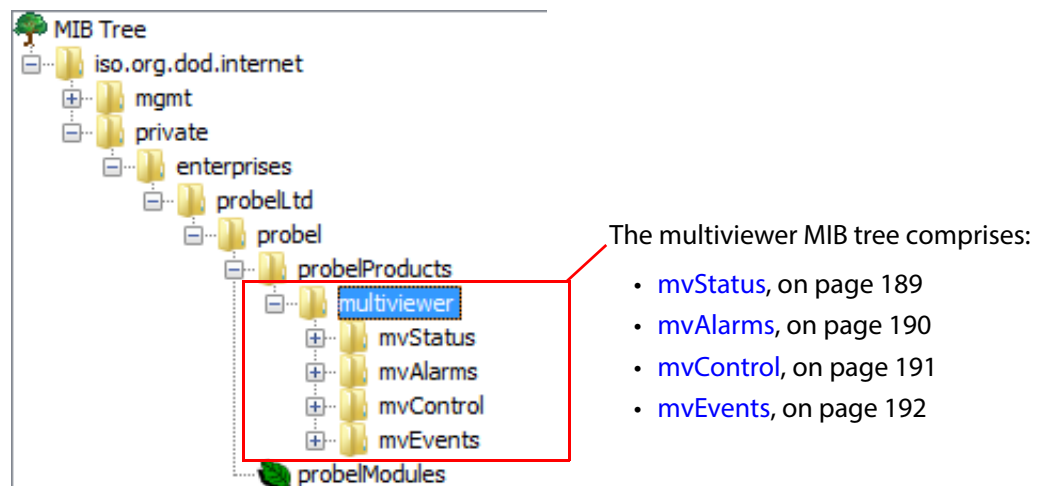 MIB Tree
iso.org.dod.internet
mgmt
private
enterprises
probelLtd
probel
probelProducts
multiviewer
mvStatus
mvAlarms
mvControl
mvEvents
probelModules
The multiviewer MIB tree comprises:
• mvStatus, on page 189
• mvAlarms, on page 190
• mvControl, on page 191
• mvEvents, on page 192